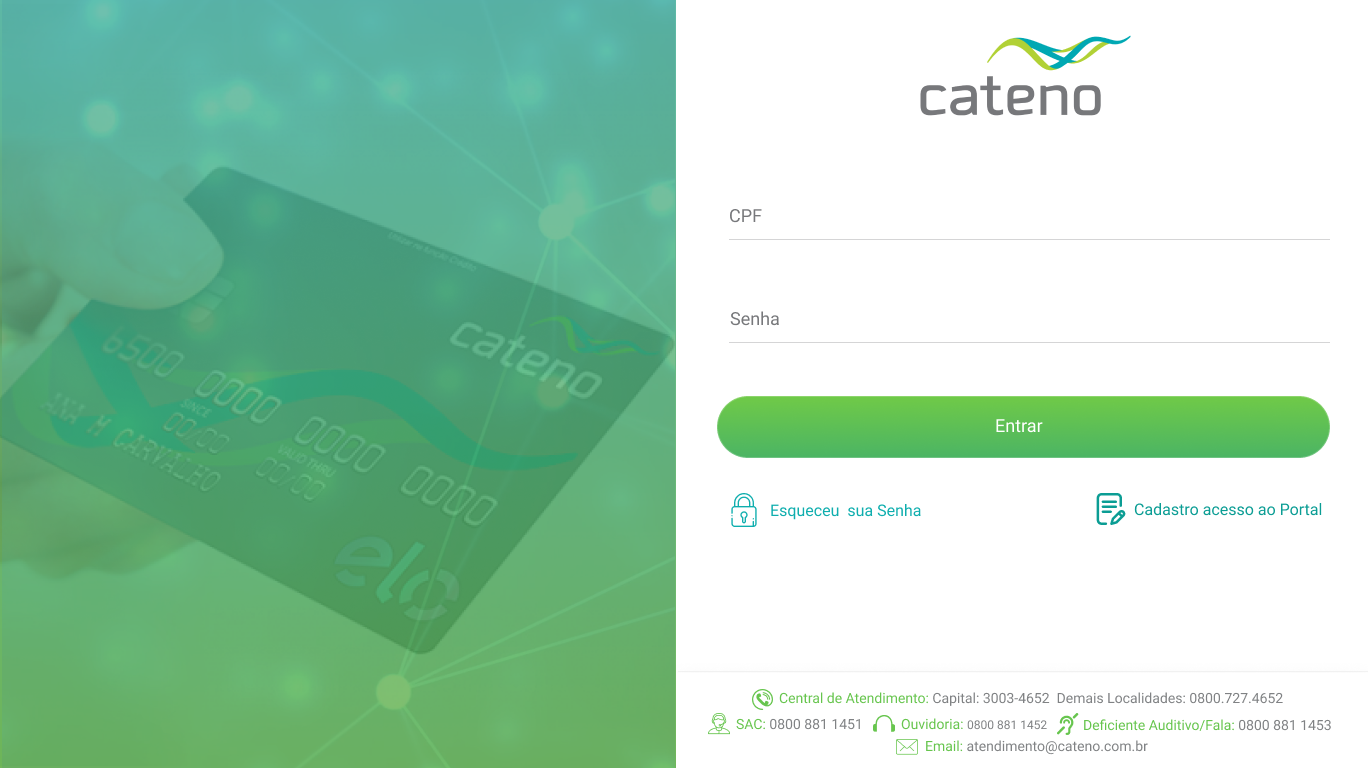 cateno
6500 0000 0000 0000
SINCE
00/00
VALID THRU
00/00
ANA M CARVALHO
elo
cateno
CPF
Senha
Entrar
Esqueceu  sua Senha
Cadastro acesso ao Portal
Central de Atendimento: Capital: 3003-4652  Demais Localidades: 0800.727.4652
SAC: 0800 881 1451 Ouvidoria: 0800 881 1452 Deficiente Auditivo/Fala: 0800 881 1453
Email: atendimento@cateno.com.br